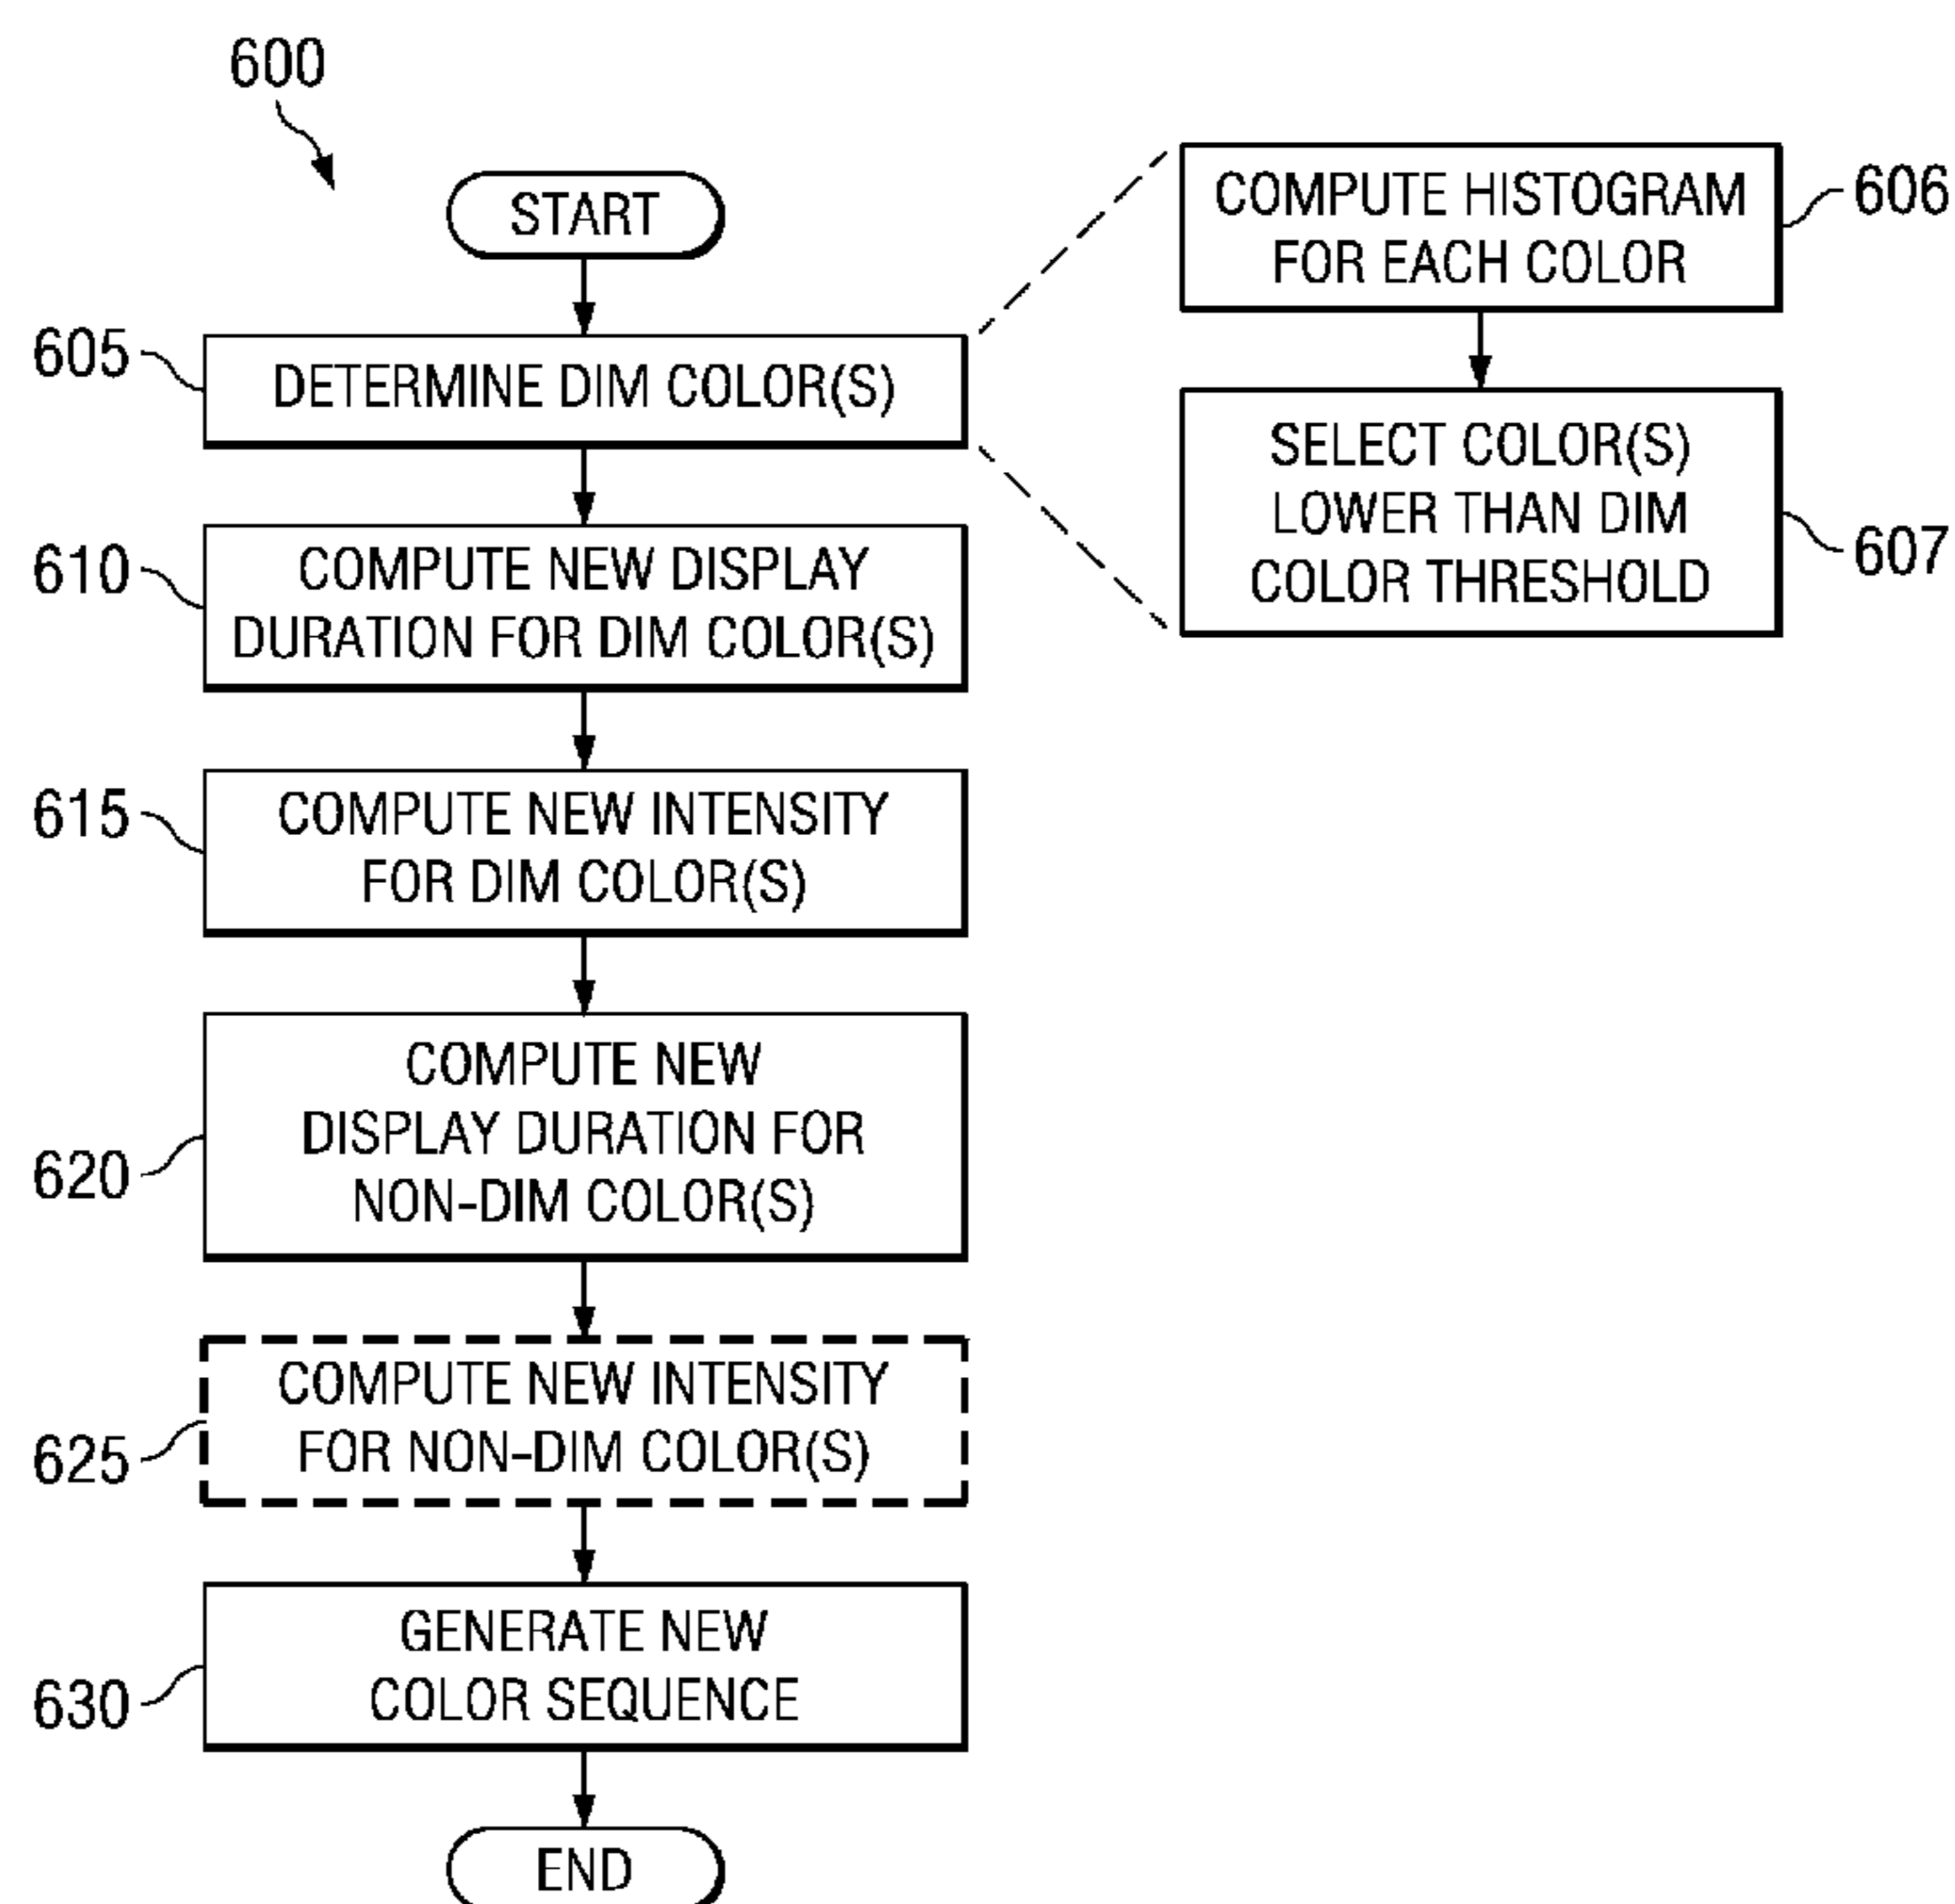 600
START
605
DETERMINE DIM COLOR(S)
610
COMPUTE NEW DISPLAY
DURATION FOR DIM COLOR(S)
615
COMPUTE NEW INTENSITY
FOR DIM COLOR(S)
620
COMPUTE NEW
DISPLAY DURATION FOR
NON-DIM COLOR(S)
625
COMPUTE NEW INTENSITY
FOR NON-DIM COLOR(S)
630
GENERATE NEW
COLOR SEQUENCE
END
COMPUTE HISTOGRAM
FOR EACH COLOR
606
SELECT COLOR(S)
LOWER THAN DIM
COLOR THRESHOLD
607